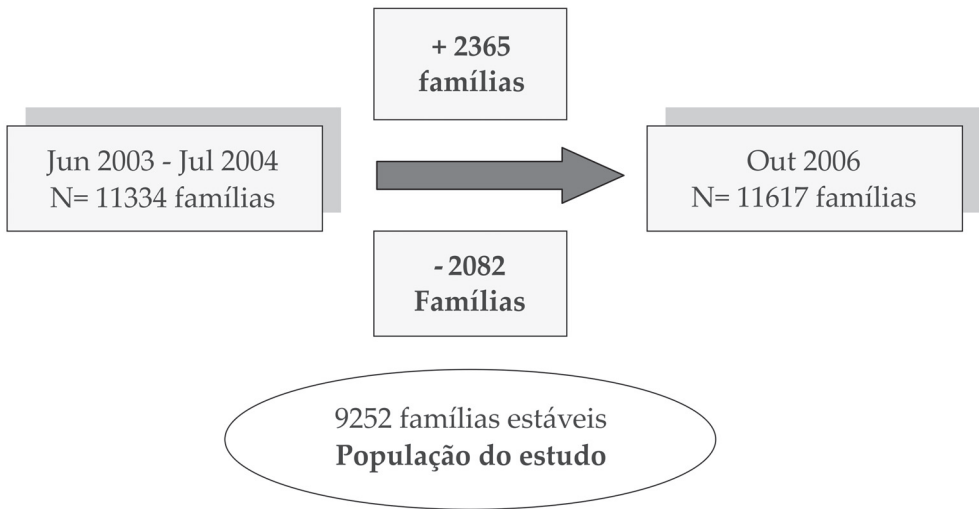 + 2365
famílias
Jun 2003 - Jul 2004
N= 11334 famílias
Out 2006
N= 11617 famílias
- 2082
Famílias
9252 famílias estáveis
População do estudo